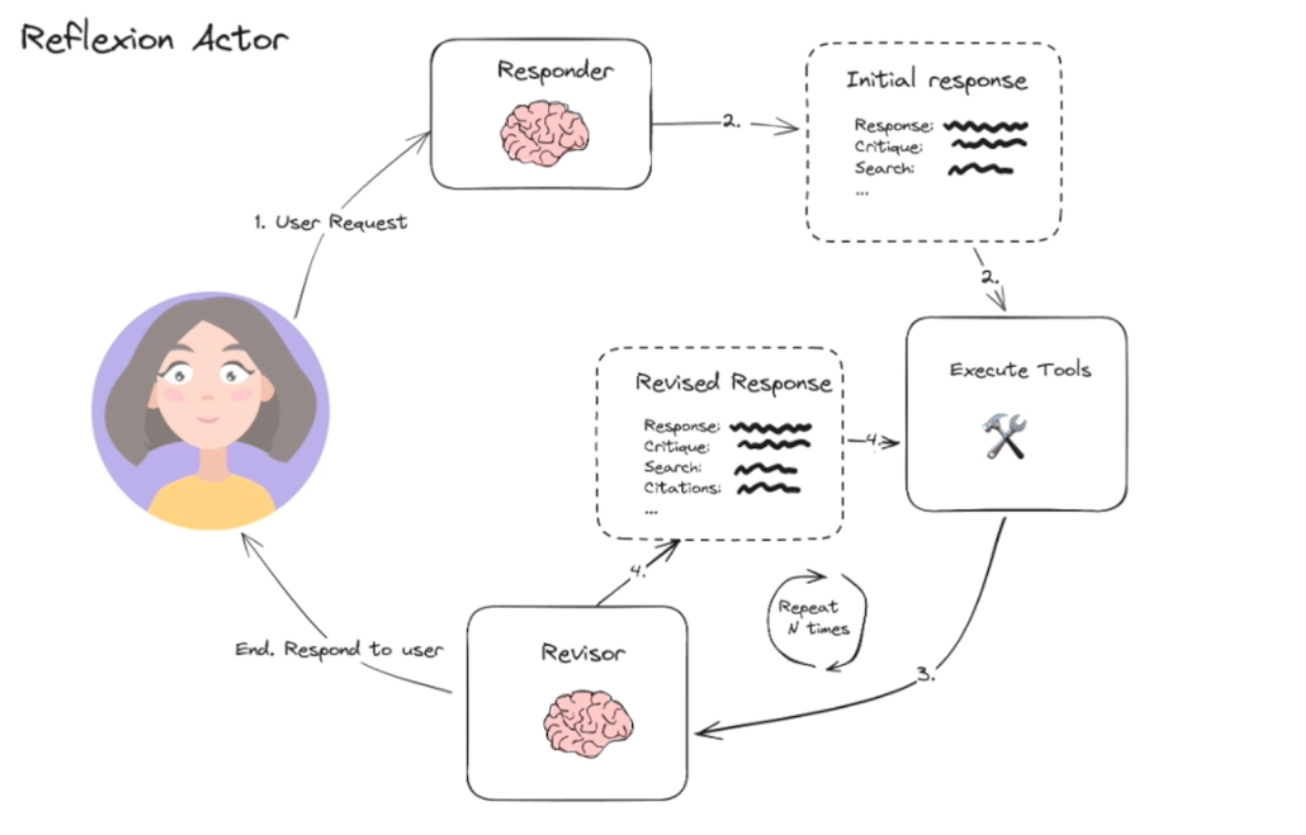 Reflexion Actor
Responder
2.
Initial response
Response:
Critique:
Search:
...
1. User Request
2.
Execute Tools
Revised Response
Response:
Critique:
Search:
Citations:
...
4.
4.
Repeat
N times
End. Respond to user
Revisor
3.